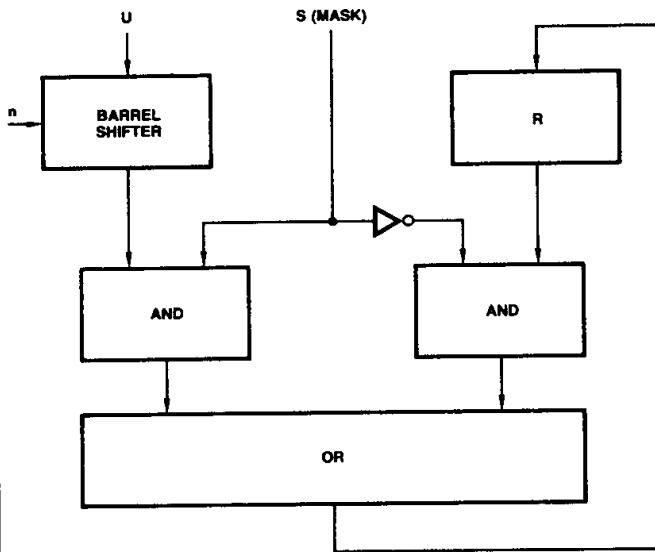 U
S (MASK)
n
BARREL
SHIFTER
R
AND
AND
OR